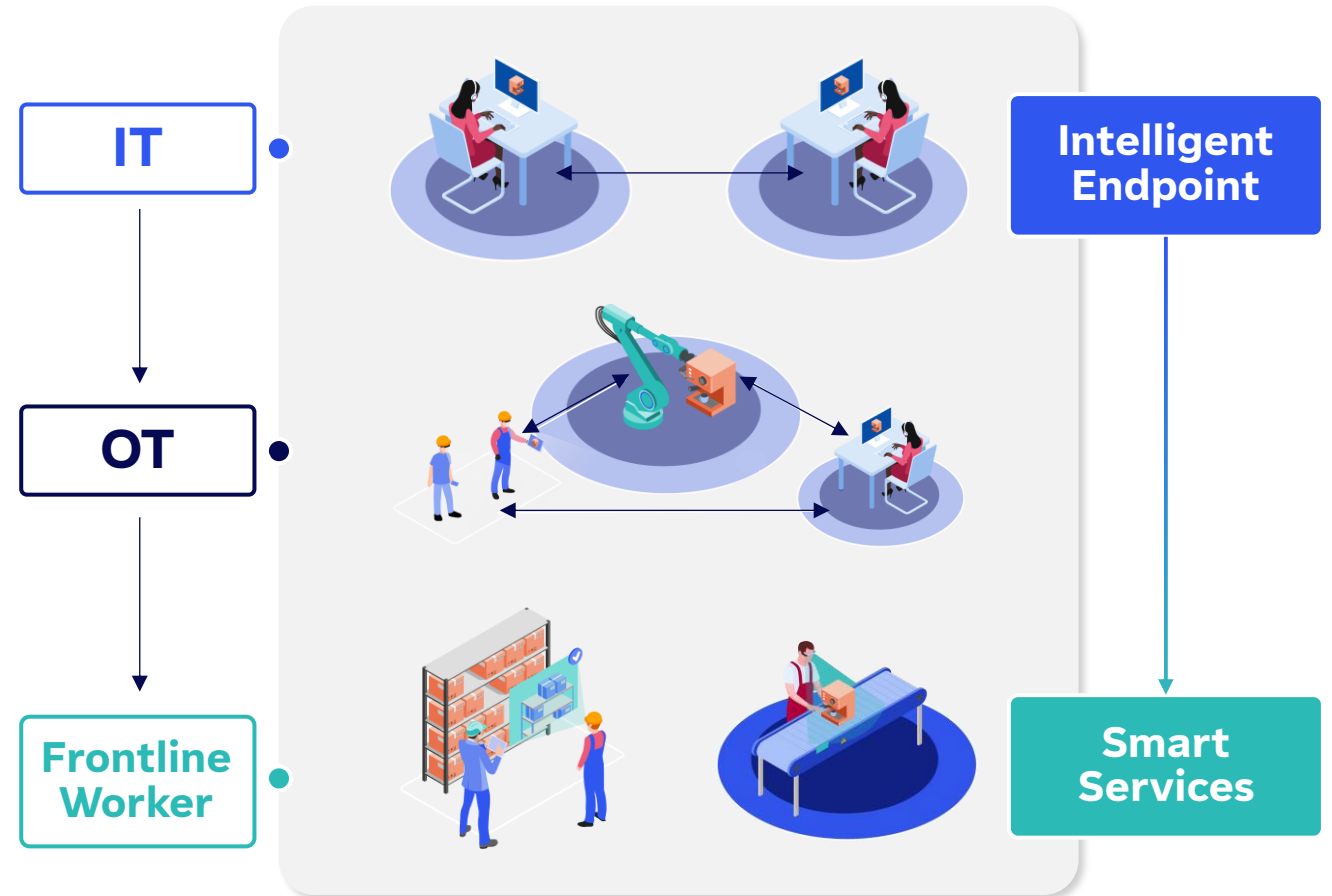 IT
Intelligent
Endpoint
OT
Frontline
Worker
Smart
Services